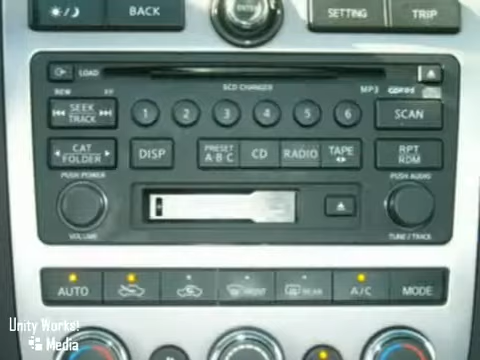 BACK
ENTER
SETTING
TRIP
LOAD
6CD CHANGER
MP3
REW FF
SEEK
TRACK
1 2 3 4 5 6
SCAN
CAT
FOLDER
DISP
PRESET
A·B·C
CD
RADIO
TAPE
RPT
RDM
PUSH POWER
PUSH AUDIO
VOLUME
TUNE / TRACK
AUTO
FRONT
REAR
A/C
MODE
Unity Works!
Media